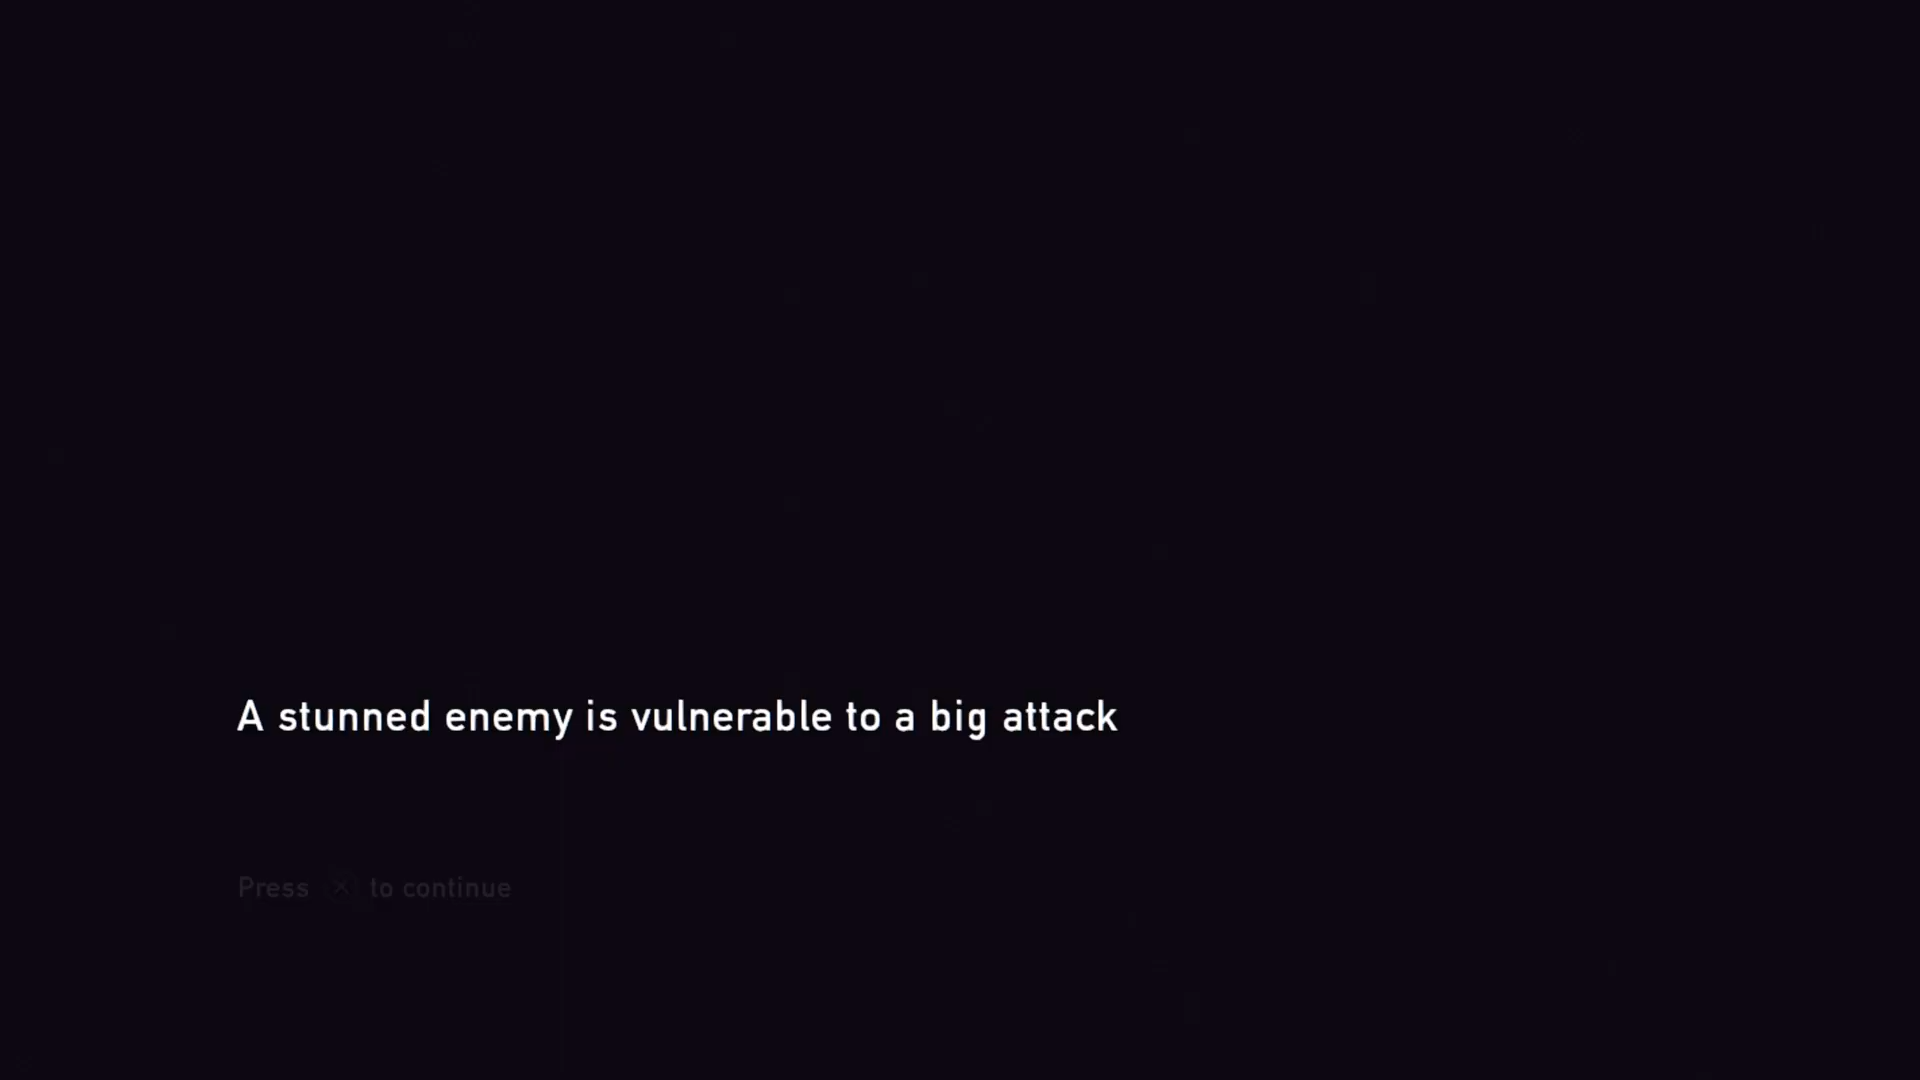 A stunned enemy is vulnerable to a big attack
Press ⓧ to continue